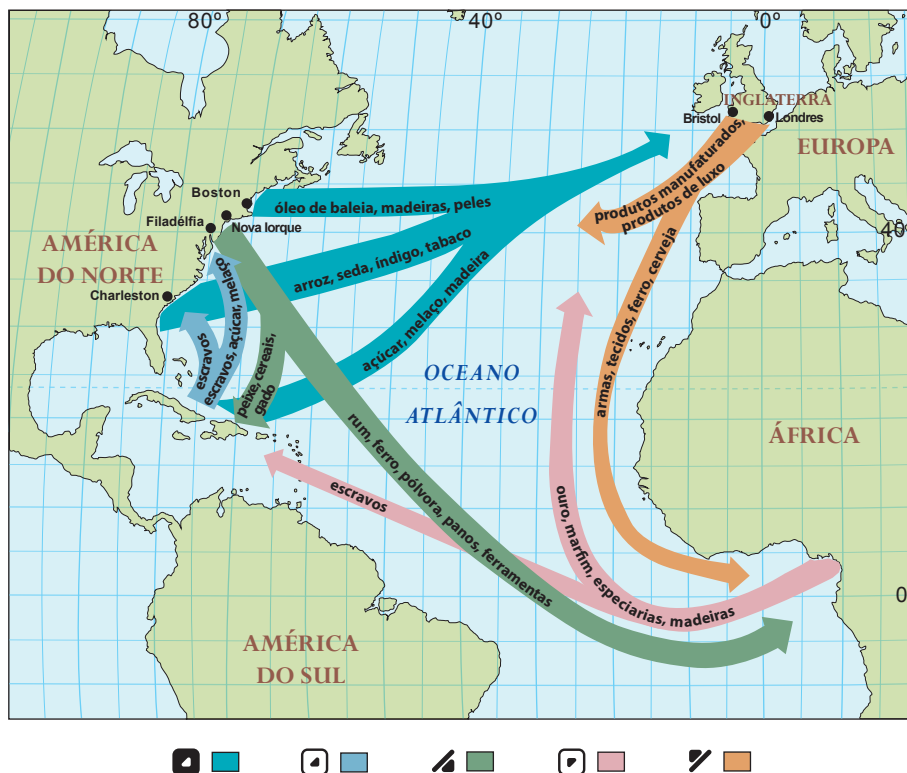 80°
40°
0°
INGLATERRA
Bristol
Londres
EUROPA
produtos manufaturados,
produtos de luxo
Boston
óleo de baleia, madeiras, peles
Filadélfia
Nova Iorque
40°
AMÉRICA
DO NORTE
arroz, seda, índigo, tabaco
armas, tecidos, ferro, cerveja
Charleston
escravos
escravos, açúcar, melaço
peixe, cereais,
gado
açúcar, melaço, madeira
OCEANO
ATLÂNTICO
ÁFRICA
escravos
rum, ferro, pólvora, panos, ferramentas
ouro, marfim, especiarias, madeiras
0
AMÉRICA
DO SUL